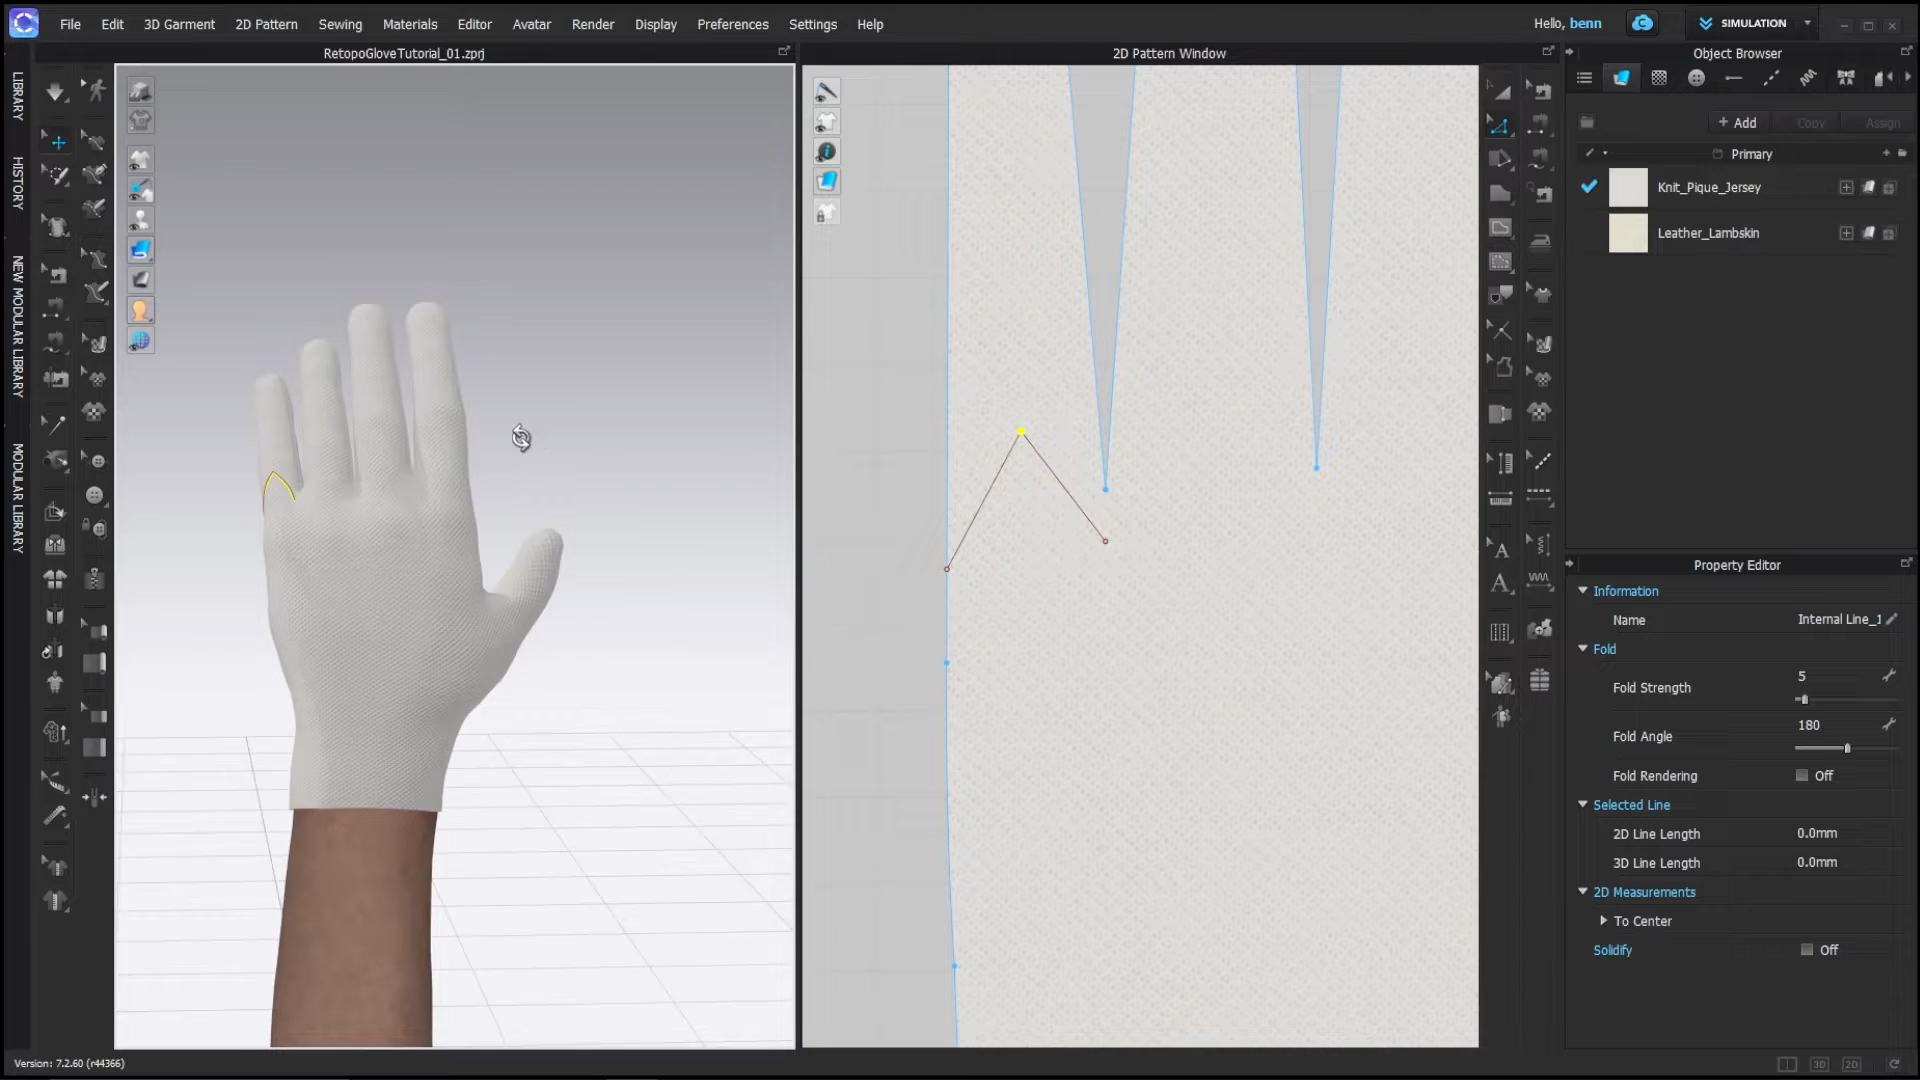 File Edit 3D Garment 2D Pattern Sewing Materials Editor Avatar Render Display Preferences Settings Help
Hello, benn
SIMULATION
RetopoGloveTutorial_01.zprj
2D Pattern Window
Object Browser
LIBRARY
HISTORY
NEW MODULAR LIBRARY
MODULAR LIBRARY
+ Add Copy Assign
Primary
Knit_Pique_Jersey
Leather_Lambskin
Property Editor
Information
Name Internal Line_1
Fold
Fold Strength 5
Fold Angle 180
Fold Rendering Off
Selected Line
2D Line Length 0.0mm
3D Line Length 0.0mm
2D Measurements
To Center
Solidify Off
Version: 7.2.60 (r44366)
3D 2D